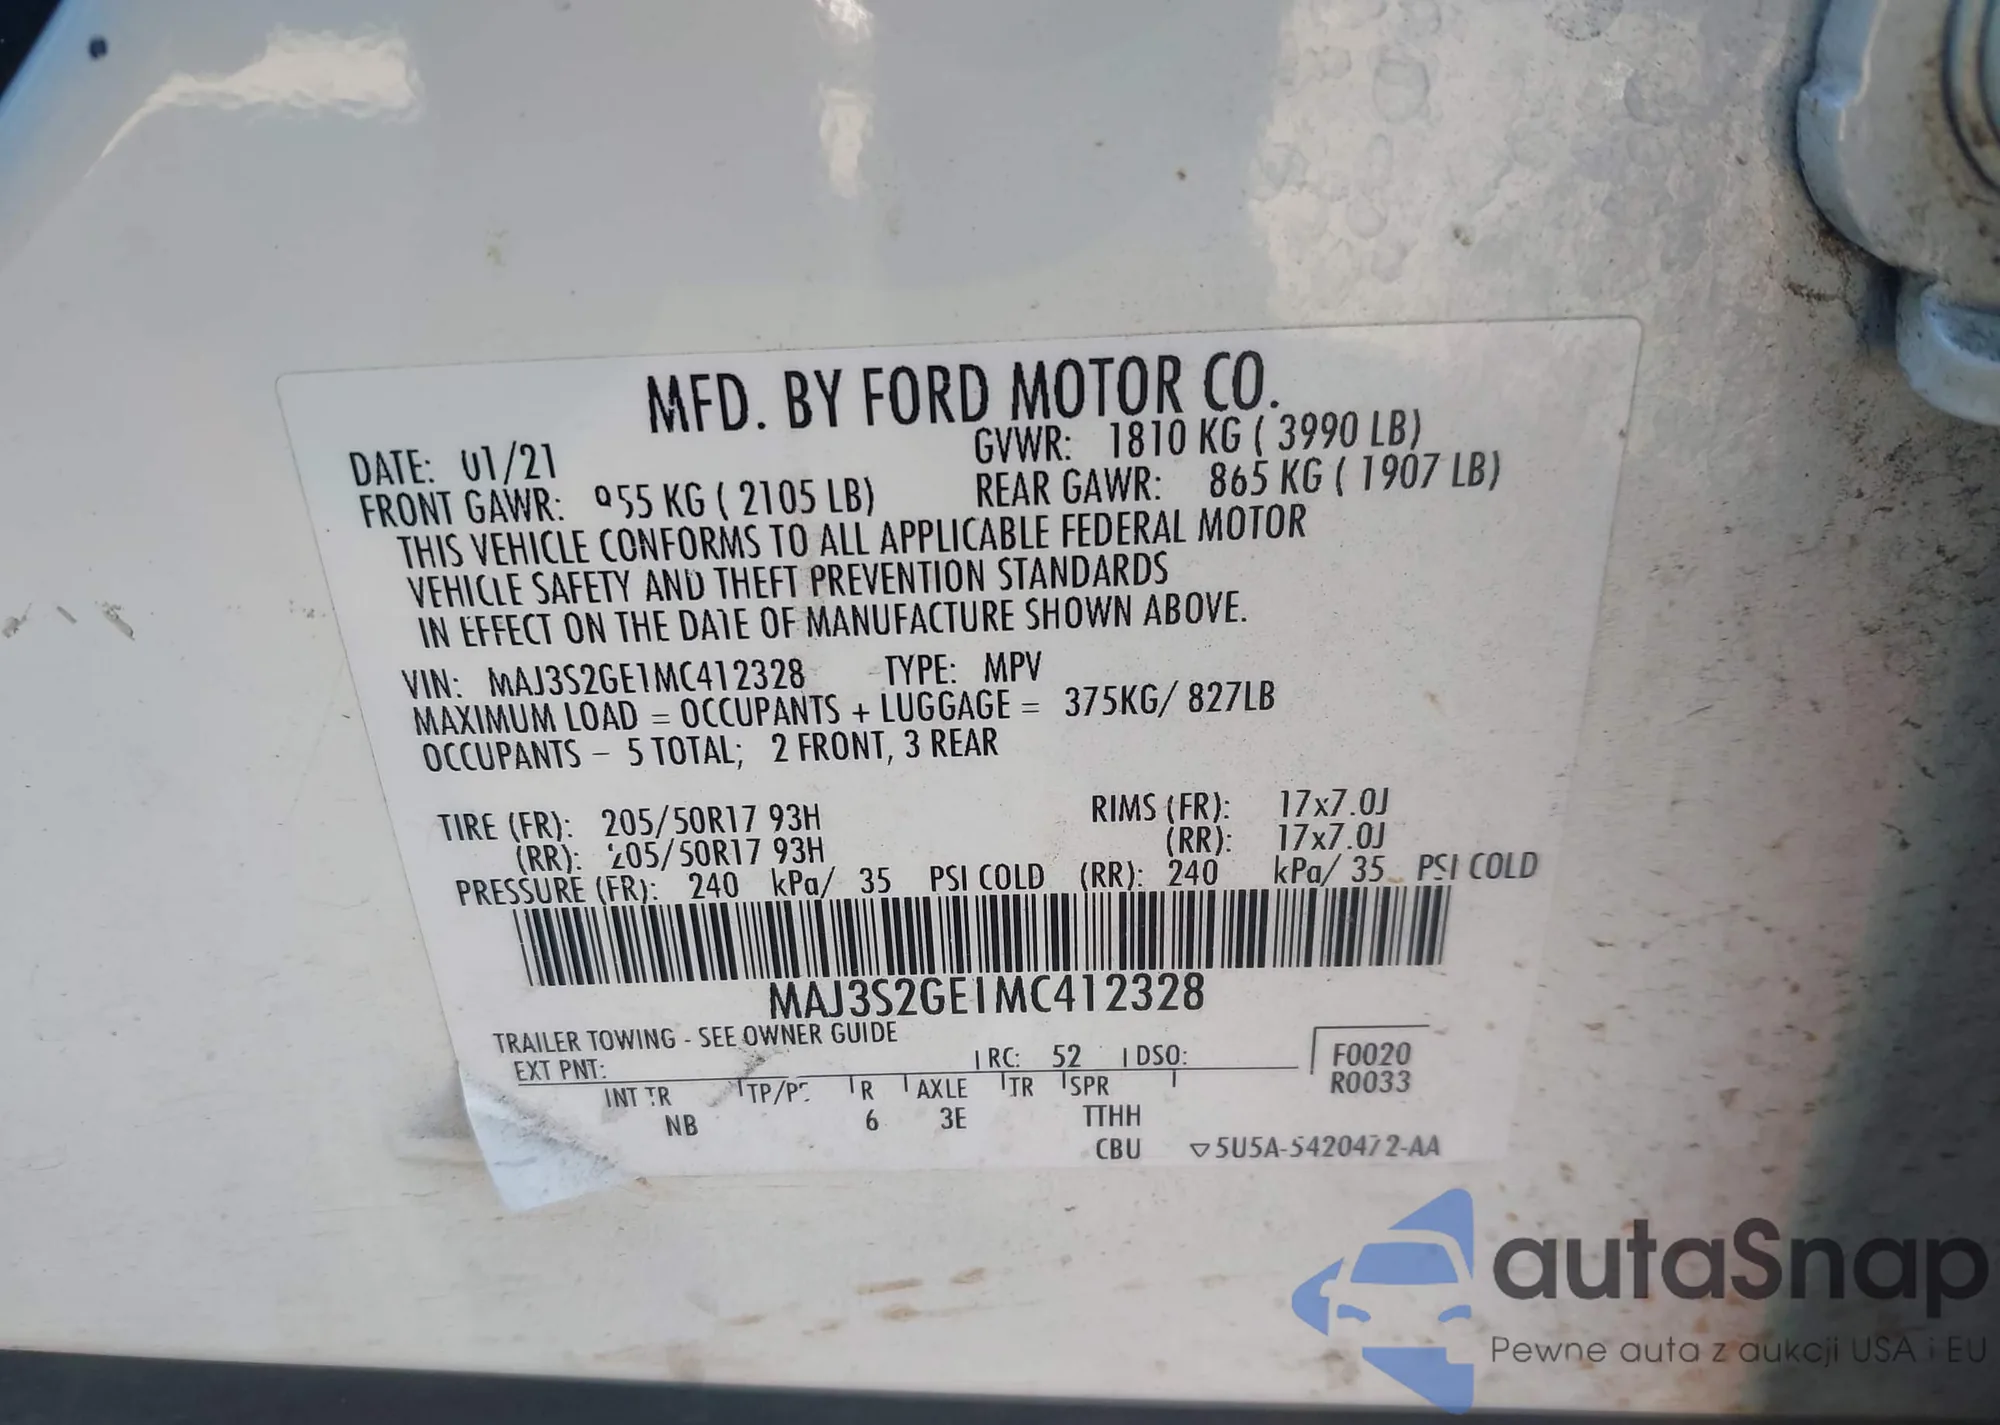 MFD. BY FORD MOTOR CO.
DATE: 01/21 GVWR: 1810 KG ( 3990 LB)
FRONT GAWR: 955 KG ( 2105 LB) REAR GAWR: 865 KG ( 1907 LB)
THIS VEHICLE CONFORMS TO ALL APPLICABLE FEDERAL MOTOR
VEHICLE SAFETY AND THEFT PREVENTION STANDARDS
IN EFFECT ON THE DATE OF MANUFACTURE SHOWN ABOVE.
VIN: MAJ3S2GE1MC412328 TYPE: MPV
MAXIMUM LOAD = OCCUPANTS + LUGGAGE = 375KG/ 827LB
OCCUPANTS – 5 TOTAL; 2 FRONT, 3 REAR
TIRE (FR): 205/50R17 93H RIMS (FR): 17x7.0J
(RR): 205/50R17 93H (RR): 17x7.0J
PRESSURE (FR): 240 kPa/ 35 PSI COLD (RR): 240 kPa/ 35 PSI COLD
MAJ3S2GE1MC412328
TRAILER TOWING - SEE OWNER GUIDE
EXT PNT: RC: 52 DSO: F0020
INT TR TP/PS R AXLE TR SPR R0033
NB 6 3E TTHH
CBU ▽5U5A-5420472-AA
autaSnap
Pewne auta z aukcji USA i EU